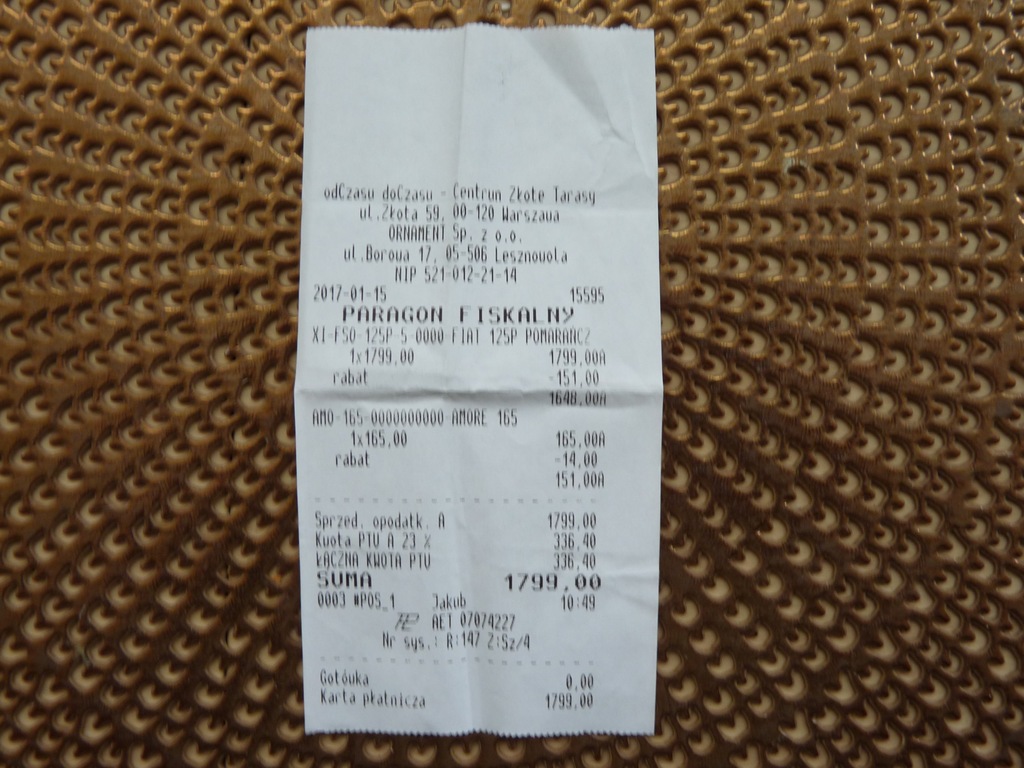 odCzasu doCzasu - Centrum Złote Tarasy
ul.Złota 59, 00-120 Warszawa
ORNAMENT Sp. z o.o.
ul.Borowa 17, 05-506 Lesznowola
NIP 521-012-21-14
2017-01-15 15595
PARAGON FISKALNY
XI-FSO-125P-5-0000 FIAT 125P POMARAŃCZ
1x1799,00 1799,00A
rabat -151,00
1648,00A
AMO-165-0000000000 AMORE 165
1x165,00 165,00A
rabat -14,00
151,00A
Sprzed. opodatk. A 1799,00
Kwota PTU A 23 % 336,40
ŁĄCZNA KWOTA PTU 336,40
SUMA 1799,00
0003 #POS_1 Jakub 10:49
AET 07074227
Nr sys.: R:147 Z:Sz/4
Gotówka 0,00
Karta płatnicza 1799,00